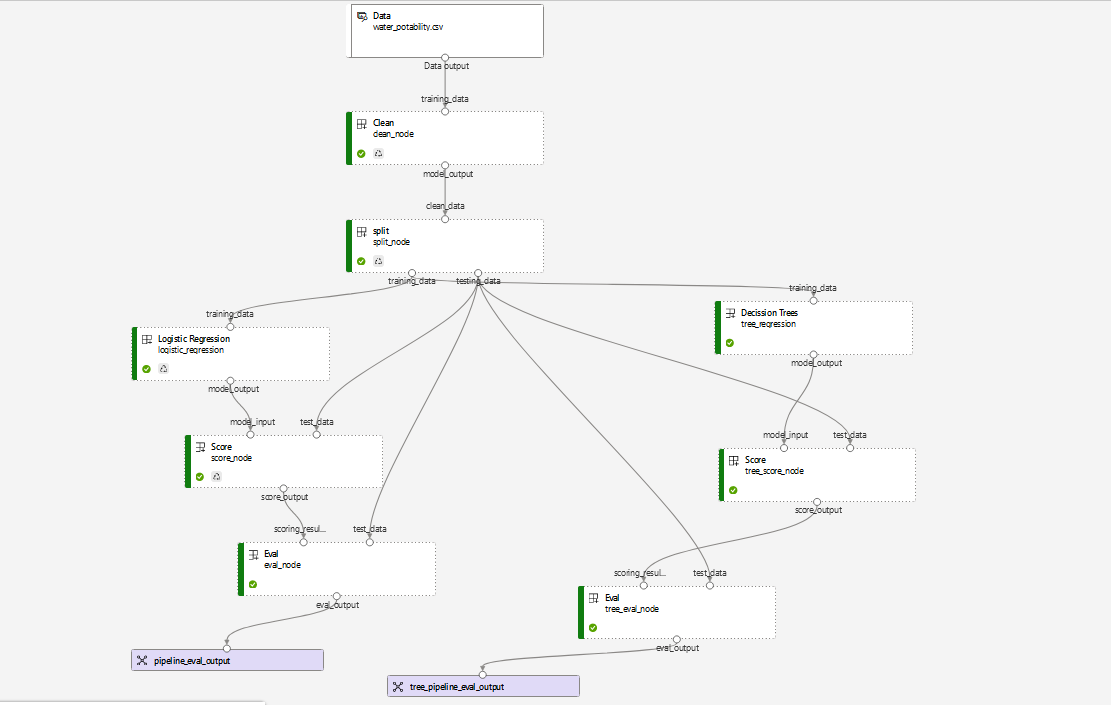 Data
water_potability.csv
Data output
training_data
Clean
clean_node
model_output
clean_data
split
split_node
training_data
testing_data
training_data
Logistic Regression
logistic_regression
model_output
training_data
Decission Trees
tree_regression
model_output
model_input
test_data
Score
score_node
score_output
model_input
test_data
Score
tree_score_node
score_output
scoring_resul...
test_data
Eval
eval_node
eval_output
scoring_resul...
test_data
Eval
tree_eval_node
eval_output
pipeline_eval_output
tree_pipeline_eval_output